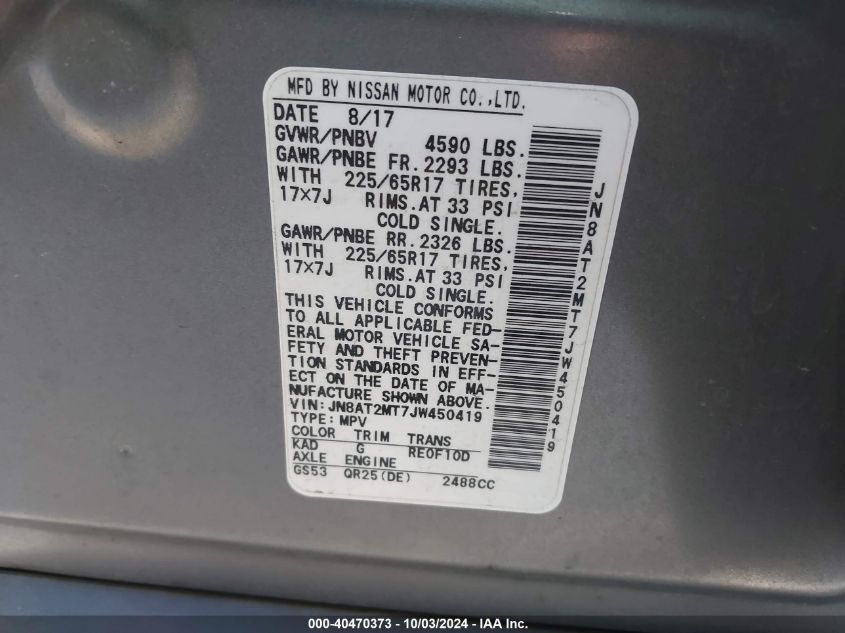 MFD BY NISSAN MOTOR CO.,LTD.
DATE 8/17
GVWR/PNBV 4590 LBS.
GAWR/PNBE FR. 2293 LBS.
WITH 225/65R17 TIRES,
17×7J RIMS.AT 33 PSI
COLD SINGLE.
GAWR/PNBE RR. 2326 LBS.
WITH 225/65R17 TIRES,
17×7J RIMS.AT 33 PSI
COLD SINGLE.
THIS VEHICLE CONFORMS
TO ALL APPLICABLE FED-
ERAL MOTOR VEHICLE SA-
FETY AND THEFT PREVEN-
TION STANDARDS IN EFF-
ECT ON THE DATE OF MA-
NUFACTURE SHOWN ABOVE.
VIN: JN8AT2MT7JW450419
TYPE: MPV
COLOR TRIM TRANS
KAD G RE0F10D
AXLE ENGINE
GS53 QR25(DE) 2488CC
JN8AT2MT7JW450419
000-40470373 - 10/03/2024 - IAA Inc.